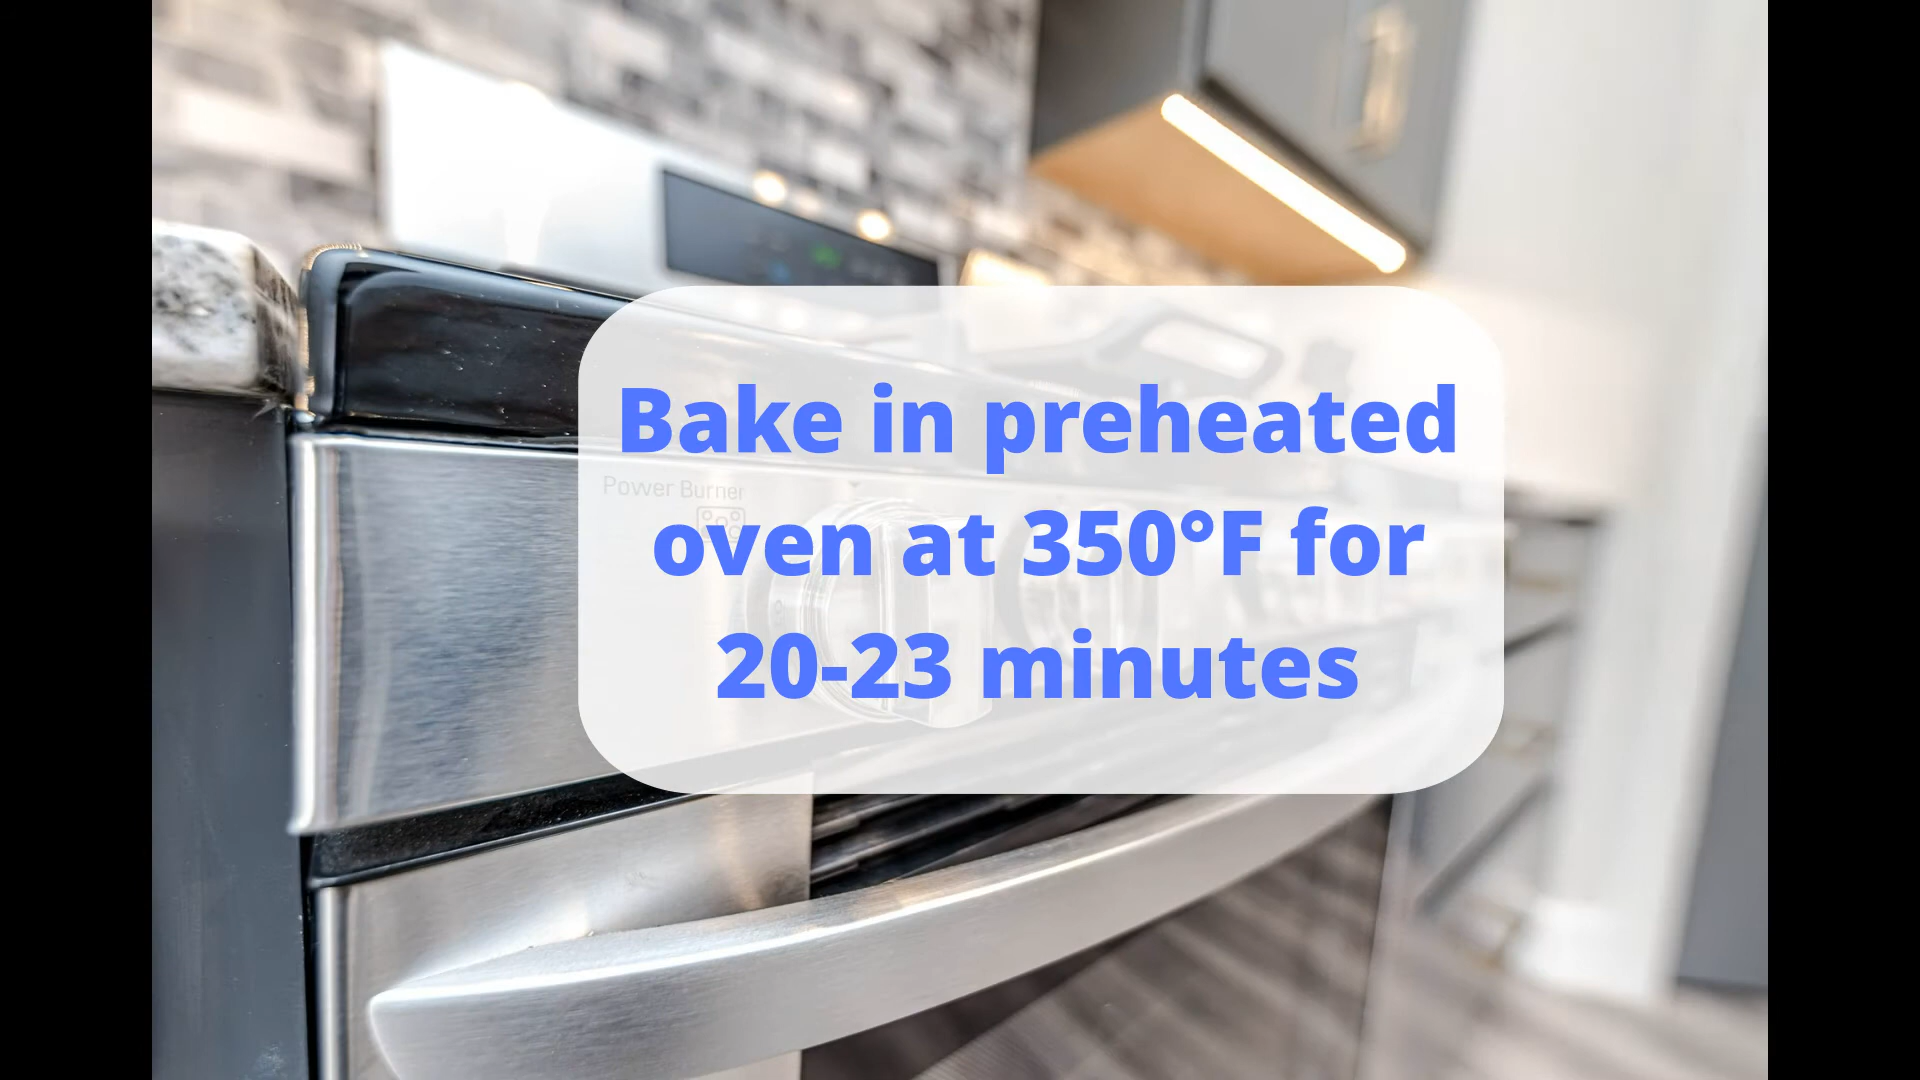 Bake in preheated
oven at 350°F for
20-23 minutes
Power Burner